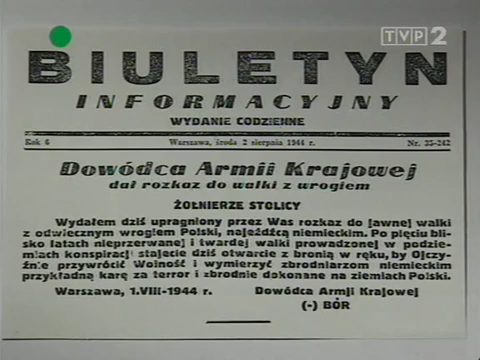 TVP2
BIULETYN
INFORMACYJNY
WYDANIE CODZIENNE
Rok 6 Warszawa, środa 2 sierpnia 1944 r. Nr. 35-242
Dowódca Armii Krajowej
dał rozkaz do walki z wrogiem
ŻOŁNIERZE STOLICY
Wydałem dziś upragniony przez Was rozkaz do jawnej walki
z odwiecznym wrogiem Polski, najeźdźcą niemieckim. Po pięciu bli-
sko latach nieprzerwanej i twardej walki prowadzonej w podzie-
miach konspiracji stajecie dziś otwarcie z bronią w ręku, by Ojczy-
źnie przywrócić Wolność i wymierzyć zbrodniarzom niemieckim
przykładną karę za terror i zbrodnie dokonane na ziemiach Polski.
Warszawa, 1.VIII-1944 r. Dowódca Armii Krajowej
(-) BÓR